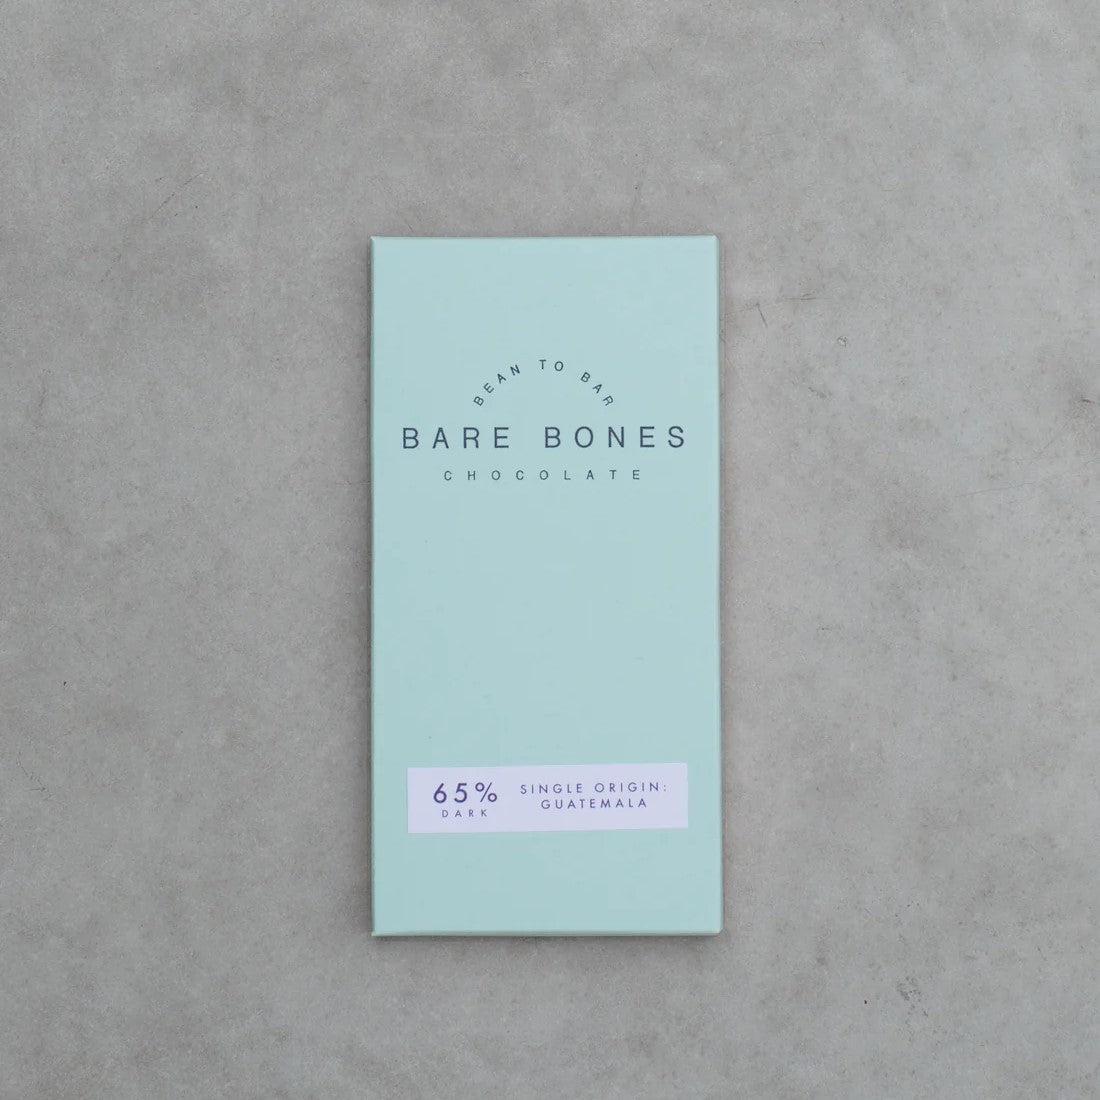 BEAN TO BAR
BARE BONES
CHOCOLATE
65%
DARK
SINGLE ORIGIN:
GUATEMALA